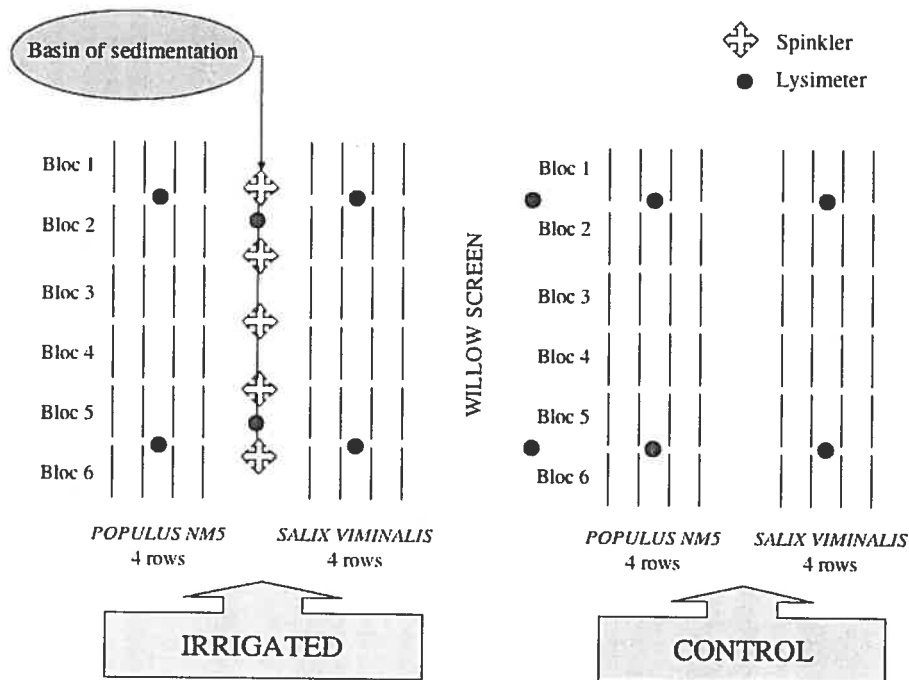 Basin of sedimentation
Spinkler
Lysimeter
Bloc 1
Bloc 2
Bloc 3
Bloc 4
Bloc 5
Bloc 6
POPULUS NM5
4 rows
SALIX VIMINALIS
4 rows
IRRIGATED
WILLOW SCREEN
Bloc 1
Bloc 2
Bloc 3
Bloc 4
Bloc 5
Bloc 6
POPULUS NM5
4 rows
SALIX VIMINALIS
4 rows
CONTROL